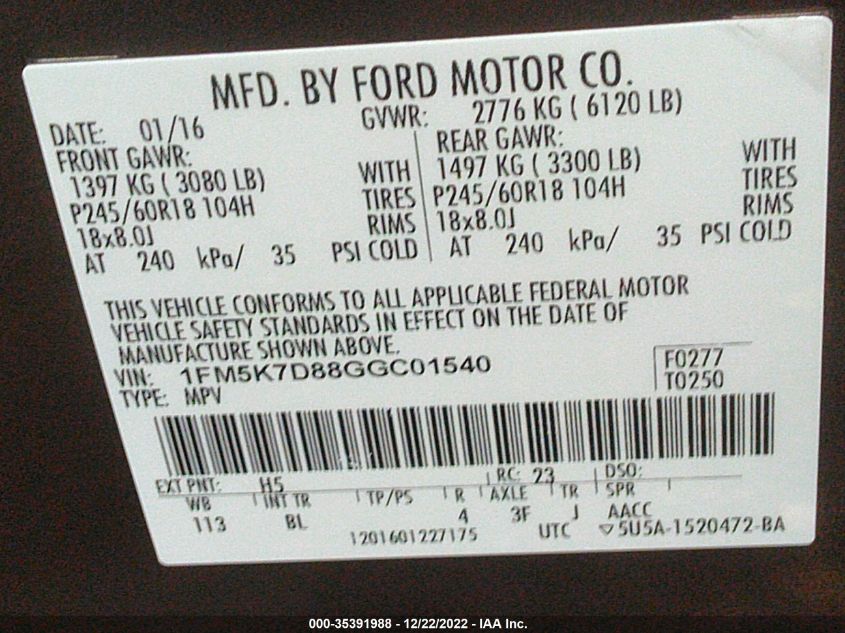 MFD. BY FORD MOTOR CO.
DATE: 01/16 GVWR: 2776 KG ( 6120 LB)
FRONT GAWR: REAR GAWR:
1397 KG ( 3080 LB) WITH 1497 KG ( 3300 LB) WITH
P245/60R18 104H TIRES P245/60R18 104H TIRES
18x8.0J RIMS 18x8.0J RIMS
AT 240 kPa/ 35 PSI COLD AT 240 kPa/ 35 PSI COLD
THIS VEHICLE CONFORMS TO ALL APPLICABLE FEDERAL MOTOR
VEHICLE SAFETY STANDARDS IN EFFECT ON THE DATE OF
MANUFACTURE SHOWN ABOVE.
VIN: 1FM5K7D88GGC01540 F0277
TYPE: MPV T0250
EXT PNT: H5 RC: 23 DSO:
WB INT TR TP/PS R AXLE TR SPR
113 BL 4 3F J AACC
1201601227175 UTC ▽5U5A-1520472-BA
000-35391988 - 12/22/2022 - IAA Inc.